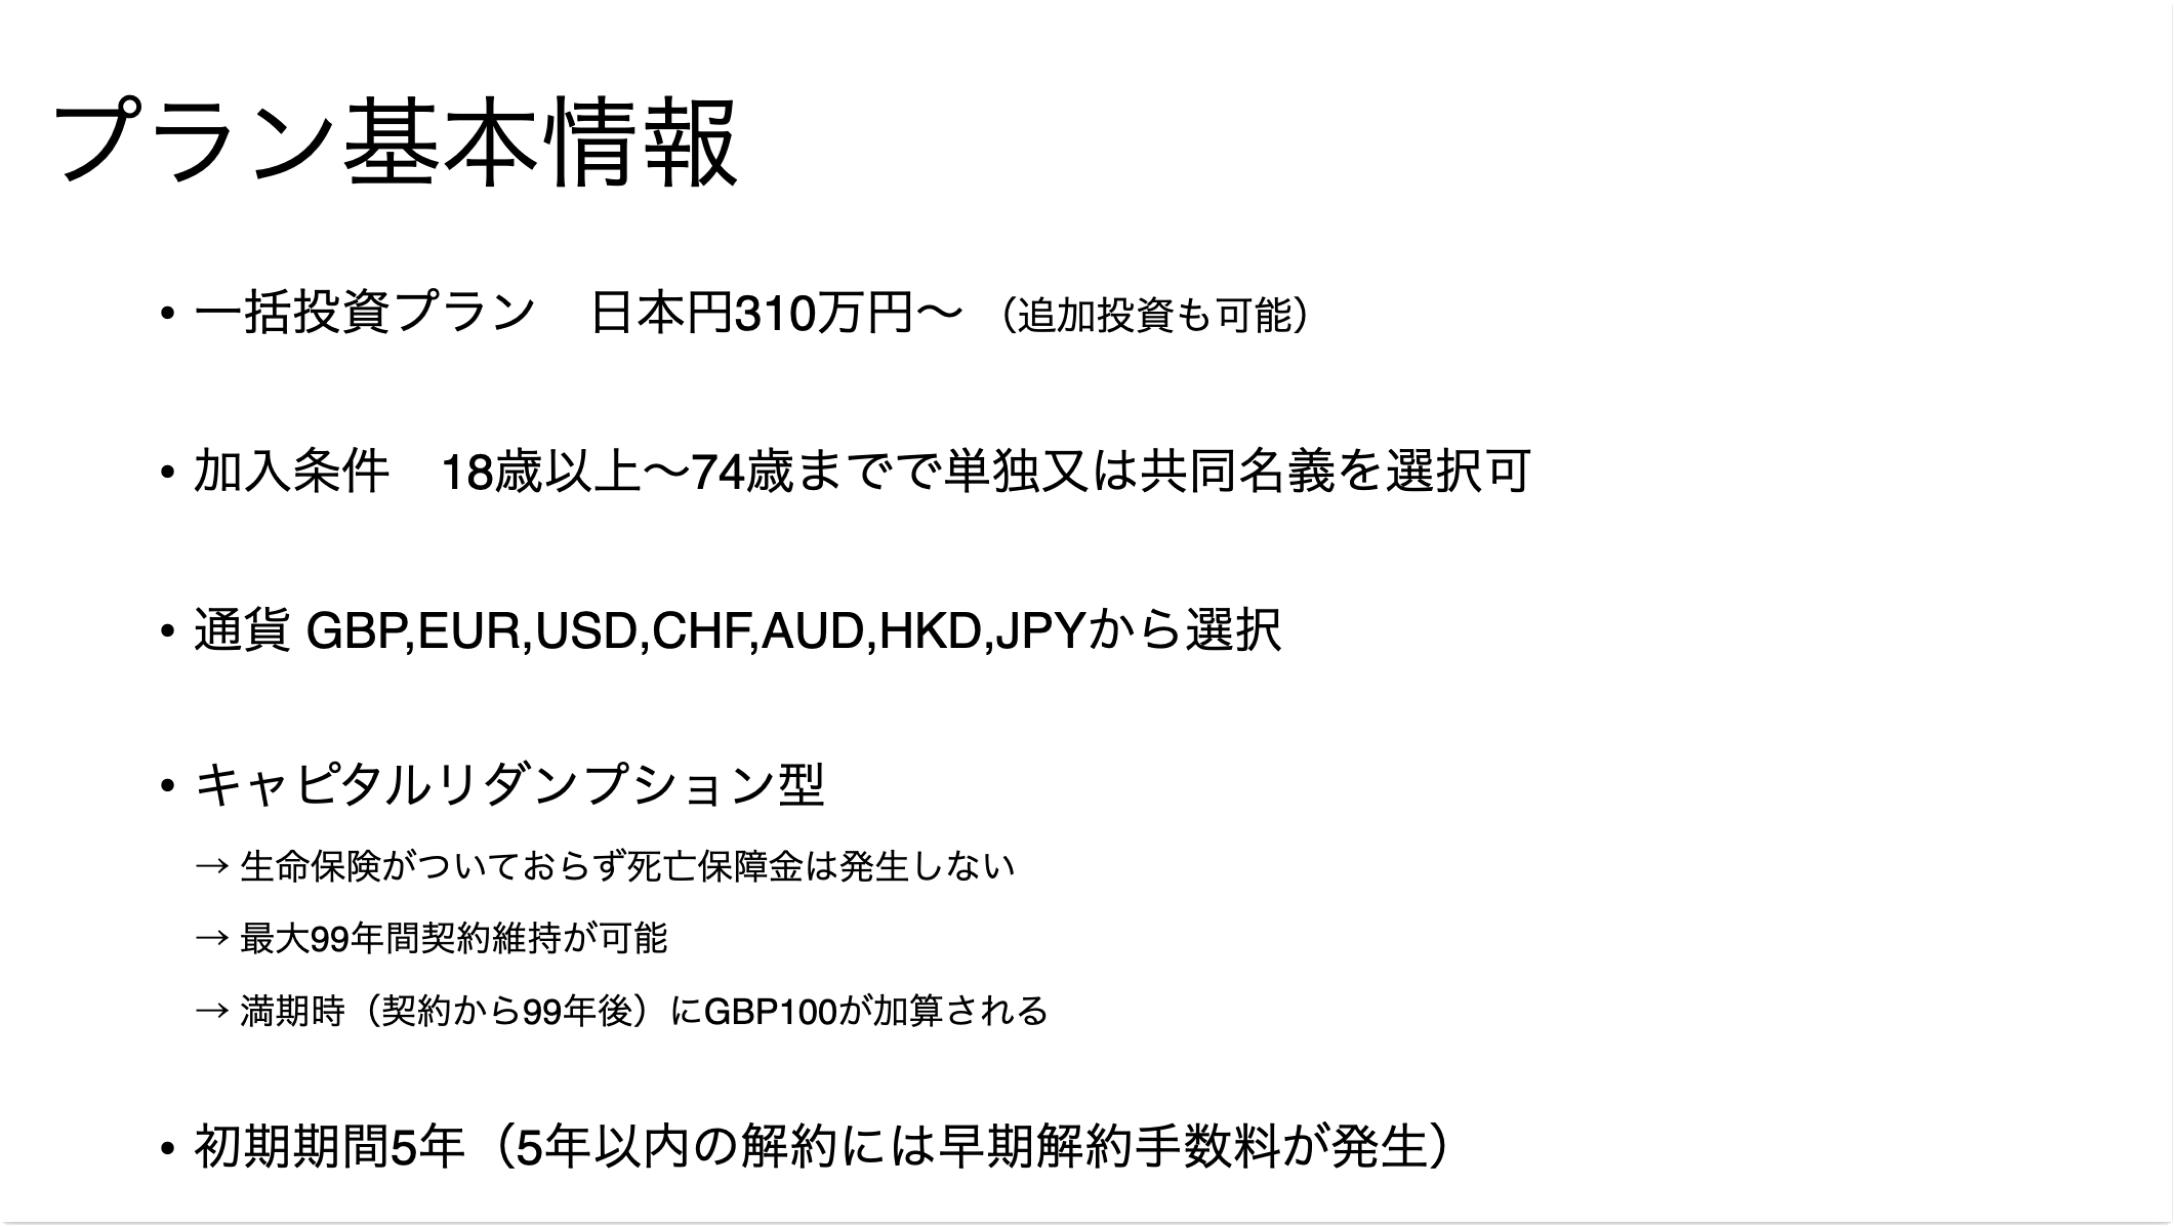 プラン基本情報
• 一括投資プラン　日本円310万円〜 （追加投資も可能）
• 加入条件　18歳以上〜74歳までで単独又は共同名義を選択可
• 通貨 GBP,EUR,USD,CHF,AUD,HKD,JPYから選択
• キャピタルリダンプション型
→ 生命保険がついておらず死亡保障金は発生しない
→ 最大99年間契約維持が可能
→ 満期時（契約から99年後）にGBP100が加算される
• 初期期間5年（5年以内の解約には早期解約手数料が発生）